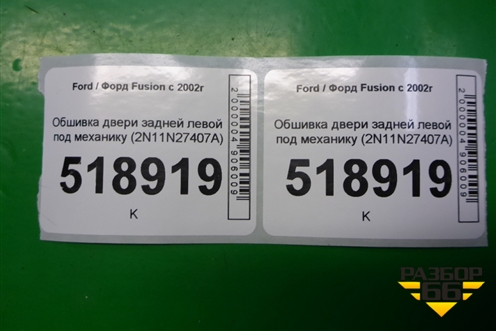 Ford / Форд Fusion с 2002г
Обшивка двери задней левой
под механику (2N11N27407A)
518919
К
2000004906009
Ford / Форд Fusion с 2002г
Обшивка двери задней левой
под механику (2N11N27407A)
518919
К
2000004906009
РАЗБОР
66